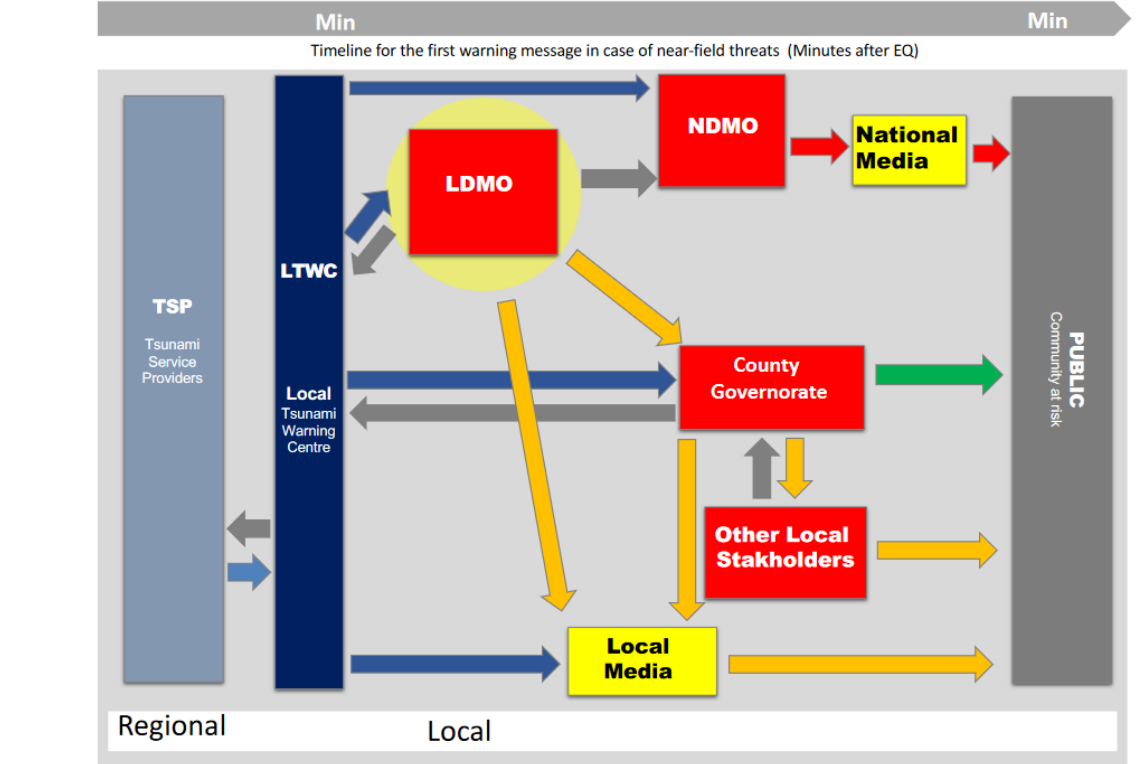 Min
Min
Timeline for the first warning message in case of near-field threats (Minutes after EQ)
NDMO
National
Media
LDMO
LTWC
TSP
Tsunami
Service
Providers
Local
Tsunami
Warning
Centre
County
Governorate
PUBLIC
Community at risk
Other Local
Stakholders
Local
Media
Regional
Local